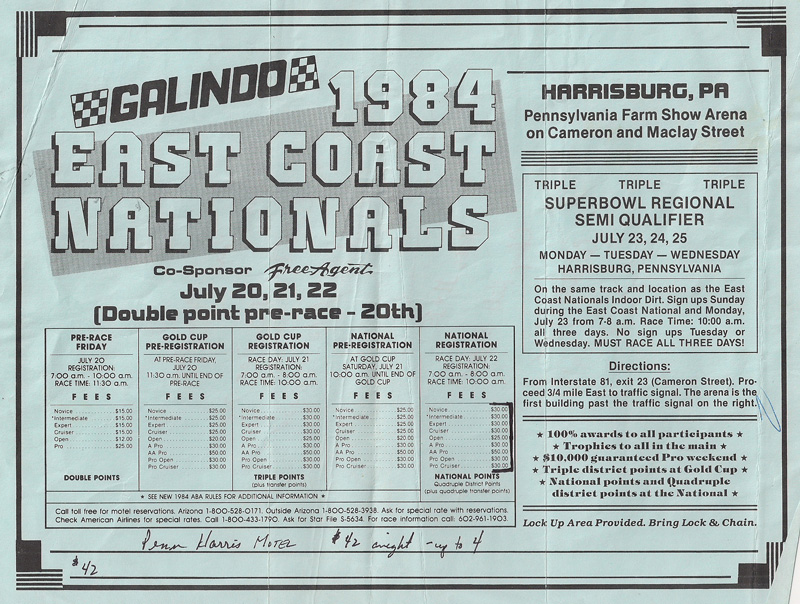 GALINDO 1984
EAST COAST
NATIONALS
Co-Sponsor Free Agent
July 20, 21, 22
(Double point pre-race - 20th)
HARRISBURG, PA
Pennsylvania Farm Show Arena
on Cameron and Maclay Street
TRIPLE TRIPLE TRIPLE
SUPERBOWL REGIONAL
SEMI QUALIFIER
JULY 23, 24, 25
MONDAY — TUESDAY — WEDNESDAY
HARRISBURG, PENNSYLVANIA
On the same track and location as the East
Coast Nationals Indoor Dirt. Sign ups Sunday
during the East Coast National and Monday,
July 23 from 7-8 a.m. Race Time: 10:00 a.m.
all three days. No sign ups Tuesday or
Wednesday. MUST RACE ALL THREE DAYS!
Directions:
From Interstate 81, exit 23 (Cameron Street). Pro-
ceed 3/4 mile East to traffic signal. The arena is the
first building past the traffic signal on the right.
★ 100% awards to all participants ★
★ Trophies to all in the main ★
★ $10,000 guaranteed Pro weekend ★
★ Triple district points at Gold Cup ★
★ National points and Quadruple
district points at the National ★
Lock Up Area Provided. Bring Lock & Chain.
PRE-RACE
FRIDAY
JULY 20
REGISTRATION:
7:00 a.m. - 10:00 a.m.
RACE TIME: 11:30 a.m.
FEES
Novice $15.00
*Intermediate $15.00
Expert $15.00
Cruiser $15.00
Open $12.00
Pro $25.00
DOUBLE POINTS
GOLD CUP
PRE-REGISTRATION
AT PRE-RACE FRIDAY,
JULY 20
11:30 a.m. UNTIL END OF
PRE-RACE
FEES
Novice $25.00
*Intermediate $25.00
Expert $25.00
Cruiser $25.00
Open $20.00
A Pro $30.00
AA Pro $50.00
Pro Open $30.00
Pro Cruiser $30.00
GOLD CUP
REGISTRATION
RACE DAY: JULY 21
REGISTRATION
7:00 a.m. - 8:00 a.m.
RACE TIME: 10:00 a.m.
FEES
Novice $30.00
*Intermediate $30.00
Expert $30.00
Cruiser $30.00
Open $25.00
A Pro $30.00
AA Pro $50.00
Pro Open $30.00
Pro Cruiser $30.00
TRIPLE POINTS
(plus transfer points)
NATIONAL
PRE-REGISTRATION
AT GOLD CUP
SATURDAY, JULY 21
10:00 a.m. UNTIL END OF
GOLD CUP
FEES
Novice $25.00
*Intermediate $25.00
Expert $25.00
Cruiser $25.00
Open $20.00
A Pro $30.00
AA Pro $50.00
Pro Open $30.00
Pro Cruiser $30.00
NATIONAL
REGISTRATION
RACE DAY: JULY 22
REGISTRATION
7:00 a.m. - 8:00 a.m.
RACE TIME: 10:00 a.m.
FEES
Novice $30.00
*Intermediate $30.00
Expert $30.00
Cruiser $30.00
Open $25.00
A Pro $30.00
AA Pro $50.00
Pro Open $30.00
Pro Cruiser $30.00
NATIONAL POINTS
Quadruple District Points
(plus quadruple transfer points)
★ SEE NEW 1984 ABA RULES FOR ADDITIONAL INFORMATION ★
Call toll free for motel reservations. Arizona 1-800-528-0171. Outside Arizona 1-800-528-3938. Ask for special rate with reservations.
Check American Airlines for special rates. Call 1-800-433-1790. Ask for Star File S-5634. For race information call: 602-961-1903.
Penn Harris MOTEL $42 a night - up to 4
$42